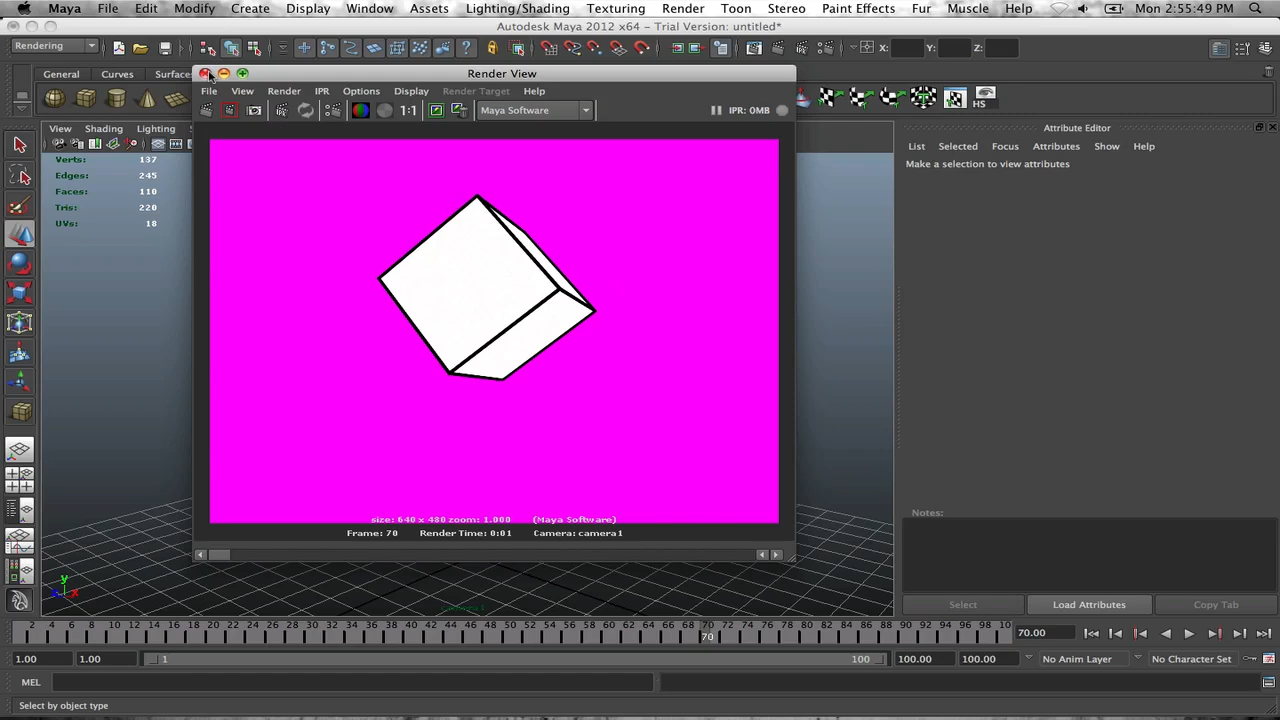 Maya File Edit Modify Create Display Window Assets Lighting/Shading Texturing Render Toon Stereo Paint Effects Fur Muscle Help Mon 2:55:49 PM
Autodesk Maya 2012 x64 - Trial Version: untitled*
Rendering X: Y: Z:
General Curves Surfaces
HS
Render View
File View Render IPR Options Display Render Target Help
1:1 Maya Software IPR: 0MB
View Shading Lighting
Verts: 137
Edges: 245
Faces: 110
Tris: 220
UVs: 18
size: 640 x 480 zoom: 1.000 (Maya Software)
Frame: 70 Render Time: 0:01 Camera: camera1
camera1
y
z x
Attribute Editor
List Selected Focus Attributes Show Help
Make a selection to view attributes
Notes:
Select Load Attributes Copy Tab
2 4 6 8 10 12 14 16 18 20 22 24 26 28 30 32 34 36 38 40 42 44 46 48 50 52 54 56 58 60 62 64 66 68 70 72 74 76 78 80 82 84 86 88 90 92 94 96 98 10 70.00
70
1.00 1.00 1 100 100.00 100.00 No Anim Layer No Character Set
MEL
Select by object type